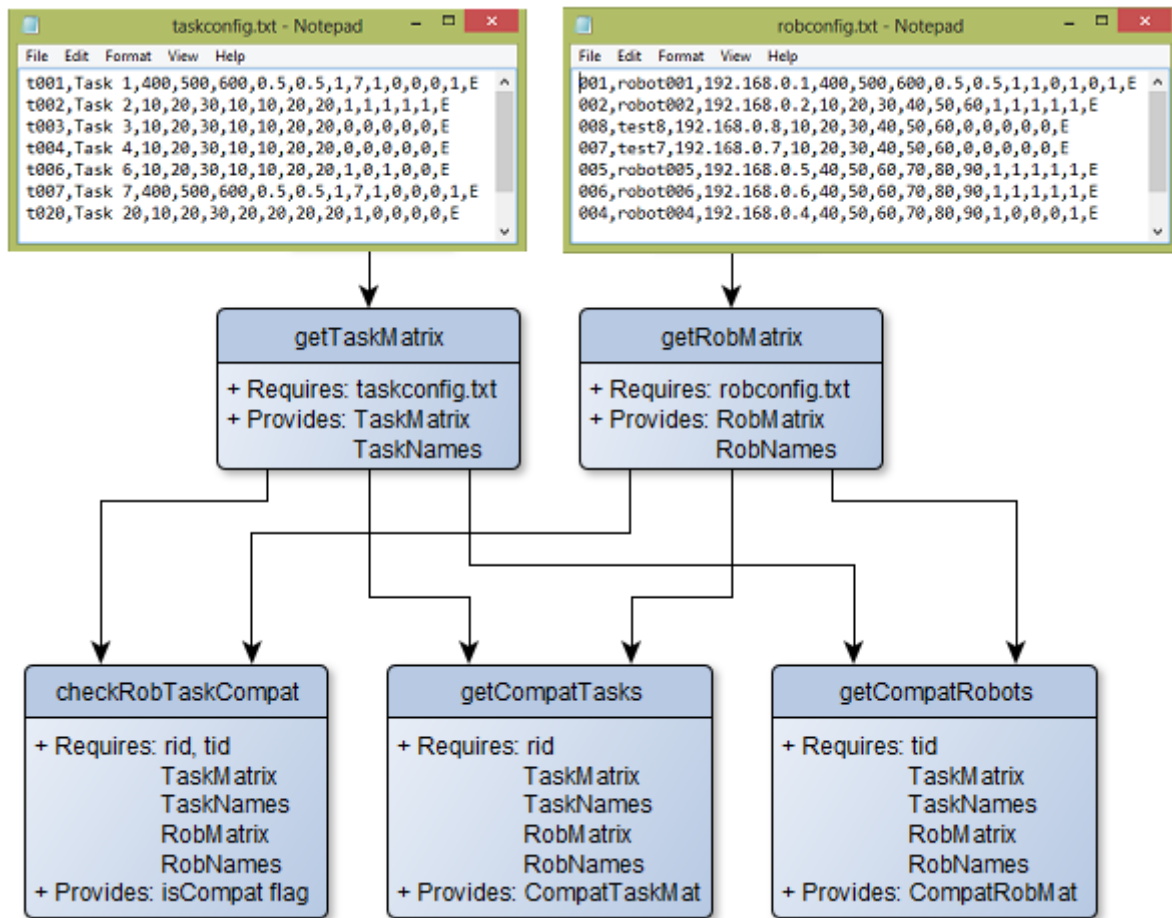 taskconfig.txt - Notepad
File Edit Format View Help
t001,Task 1,400,500,600,0.5,0.5,1,7,1,0,0,0,1,E
t002,Task 2,10,20,30,10,10,20,20,1,1,1,1,1,E
t003,Task 3,10,20,30,10,10,20,20,0,0,0,0,0,E
t004,Task 4,10,20,30,10,10,20,20,0,0,0,0,0,E
t006,Task 6,10,20,30,10,10,20,20,1,0,1,0,0,E
t007,Task 7,400,500,600,0.5,0.5,1,7,1,0,0,0,1,E
t020,Task 20,10,20,30,20,20,20,20,1,0,0,0,0,E
robconfig.txt - Notepad
File Edit Format View Help
001,robot001,192.168.0.1,400,500,600,0.5,0.5,1,1,0,1,0,1,E
002,robot002,192.168.0.2,10,20,30,40,50,60,1,1,1,1,1,E
008,test8,192.168.0.8,10,20,30,40,50,60,0,0,0,0,0,E
007,test7,192.168.0.7,10,20,30,40,50,60,0,0,0,0,0,E
005,robot005,192.168.0.5,40,50,60,70,80,90,1,1,1,1,1,E
006,robot006,192.168.0.6,40,50,60,70,80,90,1,1,1,1,1,E
004,robot004,192.168.0.4,40,50,60,70,80,90,1,0,0,0,1,E
getTaskMatrix
+ Requires: taskconfig.txt
+ Provides: TaskMatrix
TaskNames
getRobMatrix
+ Requires: robconfig.txt
+ Provides: RobMatrix
RobNames
checkRobTaskCompat
+ Requires: rid, tid
TaskMatrix
TaskNames
RobMatrix
RobNames
+ Provides: isCompat flag
getCompatTasks
+ Requires: rid
TaskMatrix
TaskNames
RobMatrix
RobNames
+ Provides: CompatTaskMat
getCompatRobots
+ Requires: tid
TaskMatrix
TaskNames
RobMatrix
RobNames
+ Provides: CompatRobMat